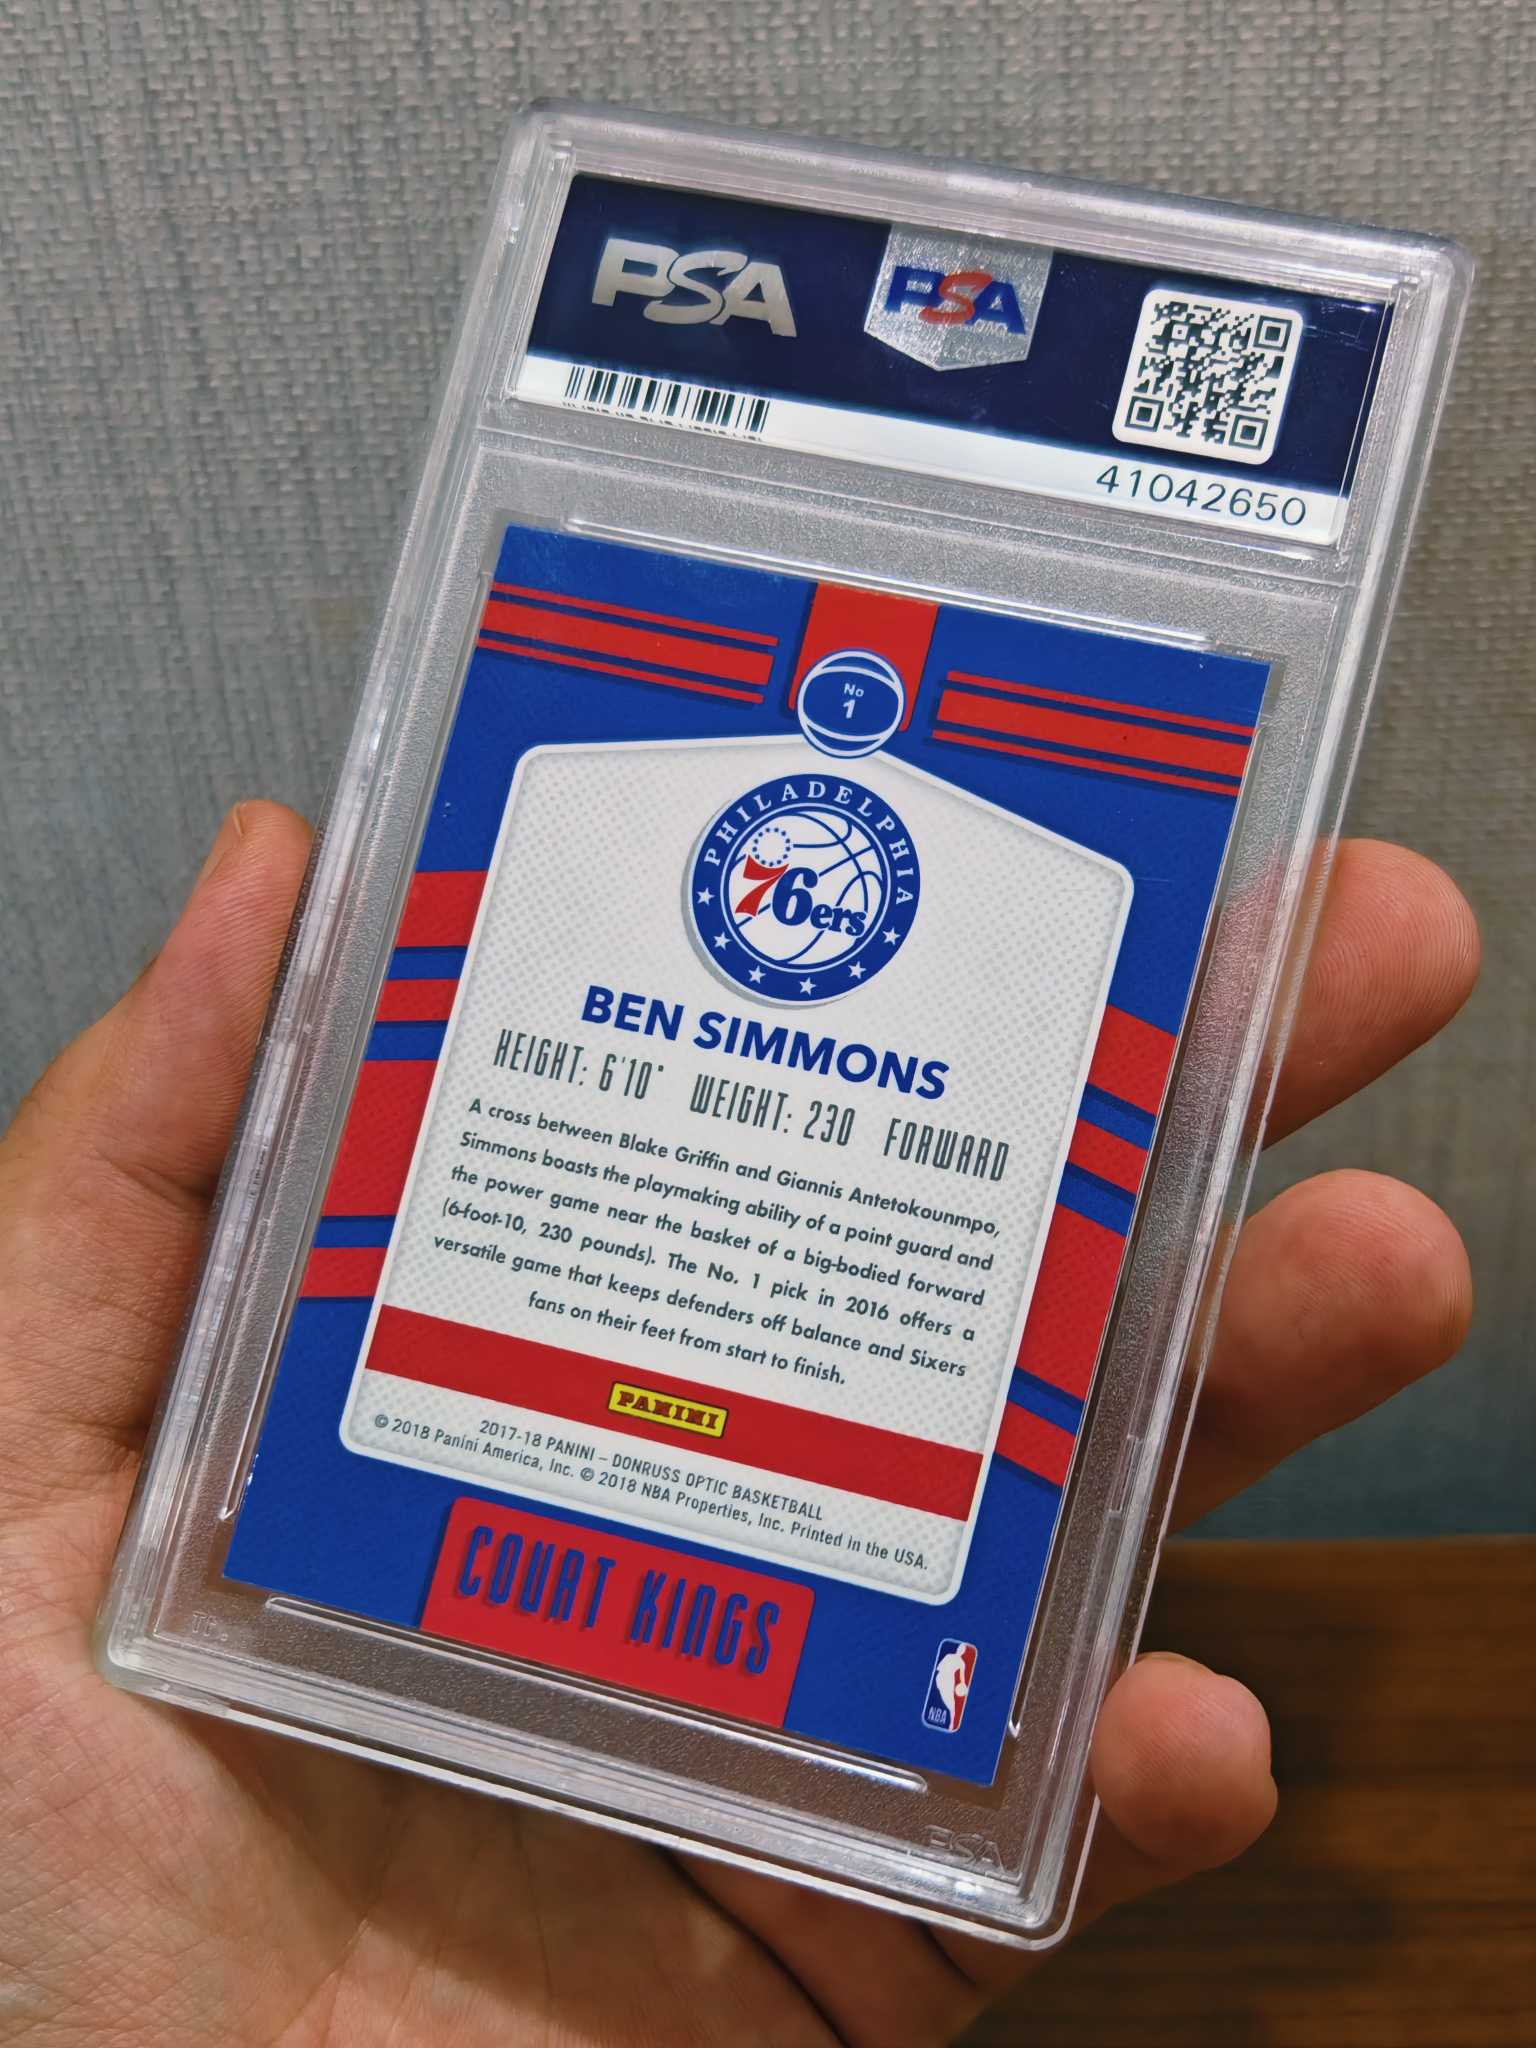 PSA
PSA
41042650
No
1
PHILADELPHIA
76ers
BEN SIMMONS
HEIGHT: 6'10" WEIGHT: 230 FORWARD
A cross between Blake Griffin and Giannis Antetokounmpo,
Simmons boasts the playmaking ability of a point guard and
the power game near the basket of a big-bodied forward
(6-foot-10, 230 pounds). The No. 1 pick in 2016 offers a
versatile game that keeps defenders off balance and Sixers
fans on their feet from start to finish.
PANINI
2017-18 PANINI – DONRUSS OPTIC BASKETBALL
© 2018 Panini America, Inc. © 2018 NBA Properties, Inc. Printed in the USA.
COURT KINGS
NBA
PSA